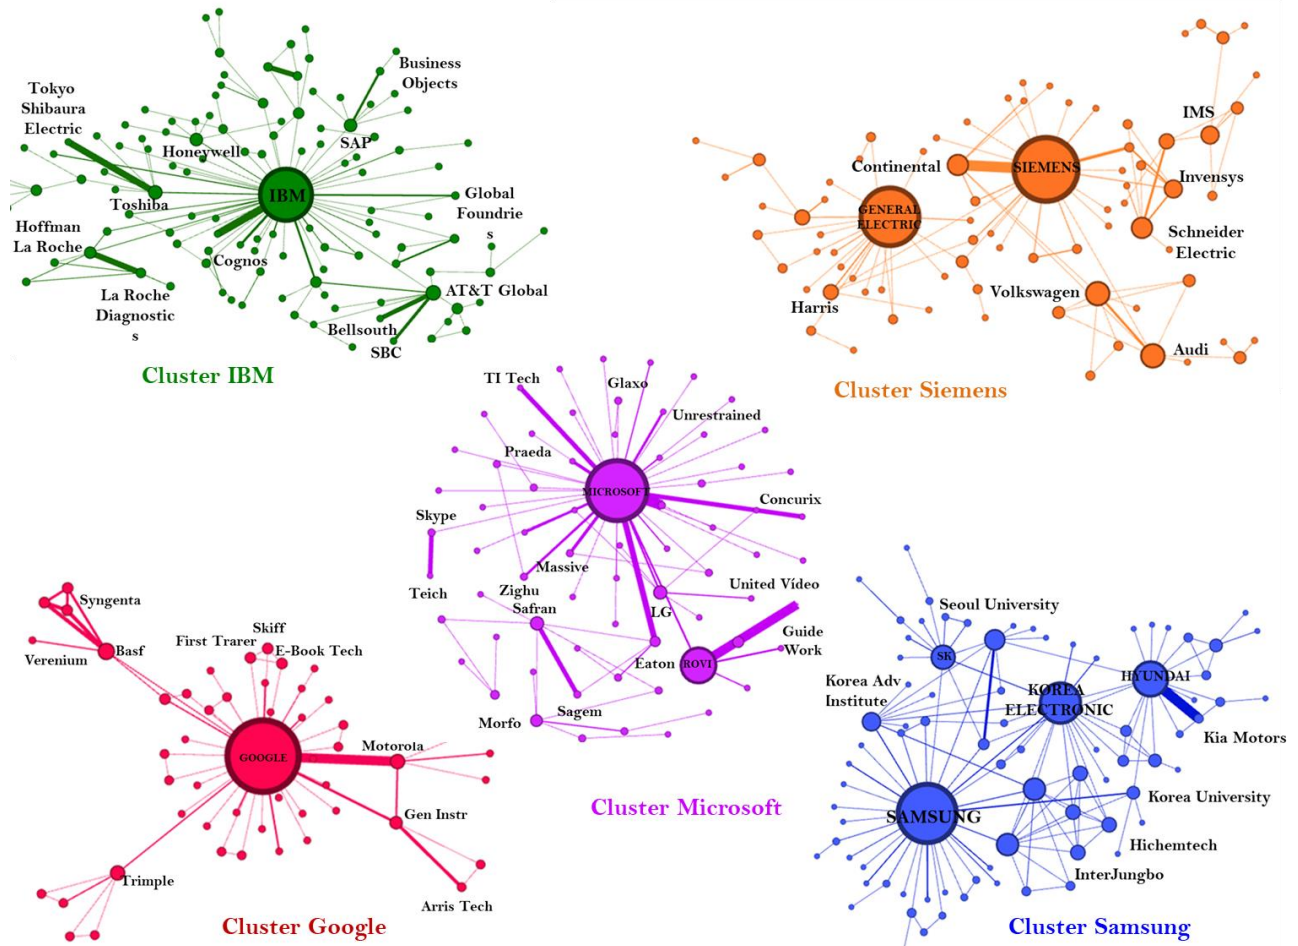 Tokyo
Shibaura
Electric
Business
Objects
Honeywell
SAP
IBM
Toshiba
Global
Foundrie
s
Hoffman
La Roche
Cognos
La Roche
Diagnostic
s
AT&T Global
Bellsouth
SBC
Cluster IBM
IMS
Continental
SIEMENS
Invensys
GENERAL
ELECTRIC
Schneider
Electric
Volkswagen
Harris
Audi
Cluster Siemens
TI Tech
Glaxo
Unrestrained
Praeda
MICROSOFT
Concurix
Skype
Massive
Teich
Zighu
Safran
LG
United Vídeo
Guide
Work
Eaton
ROVI
Sagem
Morfo
Cluster Microsoft
Syngenta
Skiff
First Trarer
E-Book Tech
Basf
Verenium
GOOGLE
Motorola
Gen Instr
Trimple
Arris Tech
Cluster Google
Seoul University
SK
Korea Adv
Institute
KOREA
ELECTRONIC
HYUNDAI
Kia Motors
SAMSUNG
Korea University
Hichemtech
InterJungbo
Cluster Samsung